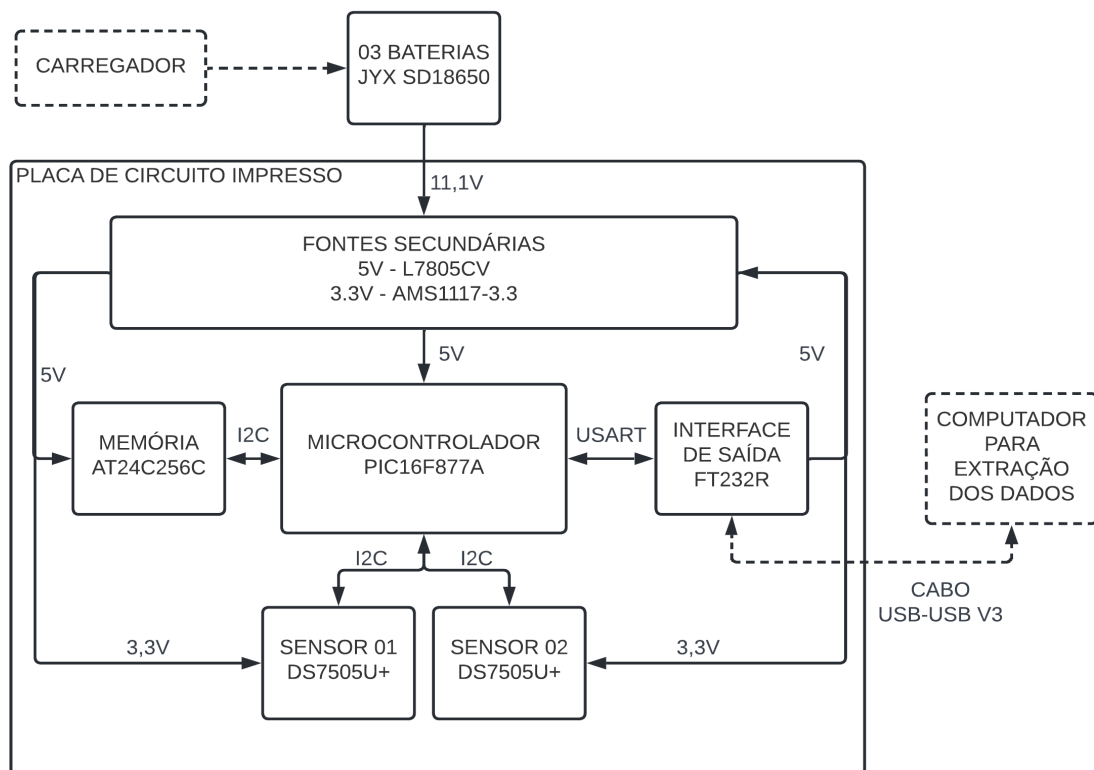 CARREGADOR
03 BATERIAS
JYX SD18650
PLACA DE CIRCUITO IMPRESSO
11,1V
FONTES SECUNDÁRIAS
5V - L7805CV
3.3V - AMS1117-3.3
5V
5V
5V
MEMÓRIA
AT24C256C
I2C
MICROCONTROLADOR
PIC16F877A
USART
INTERFACE
DE SAÍDA
FT232R
COMPUTADOR
PARA
EXTRAÇÃO
DOS DADOS
I2C
I2C
CABO
USB-USB V3
3,3V
SENSOR 01
DS7505U+
SENSOR 02
DS7505U+
3,3V